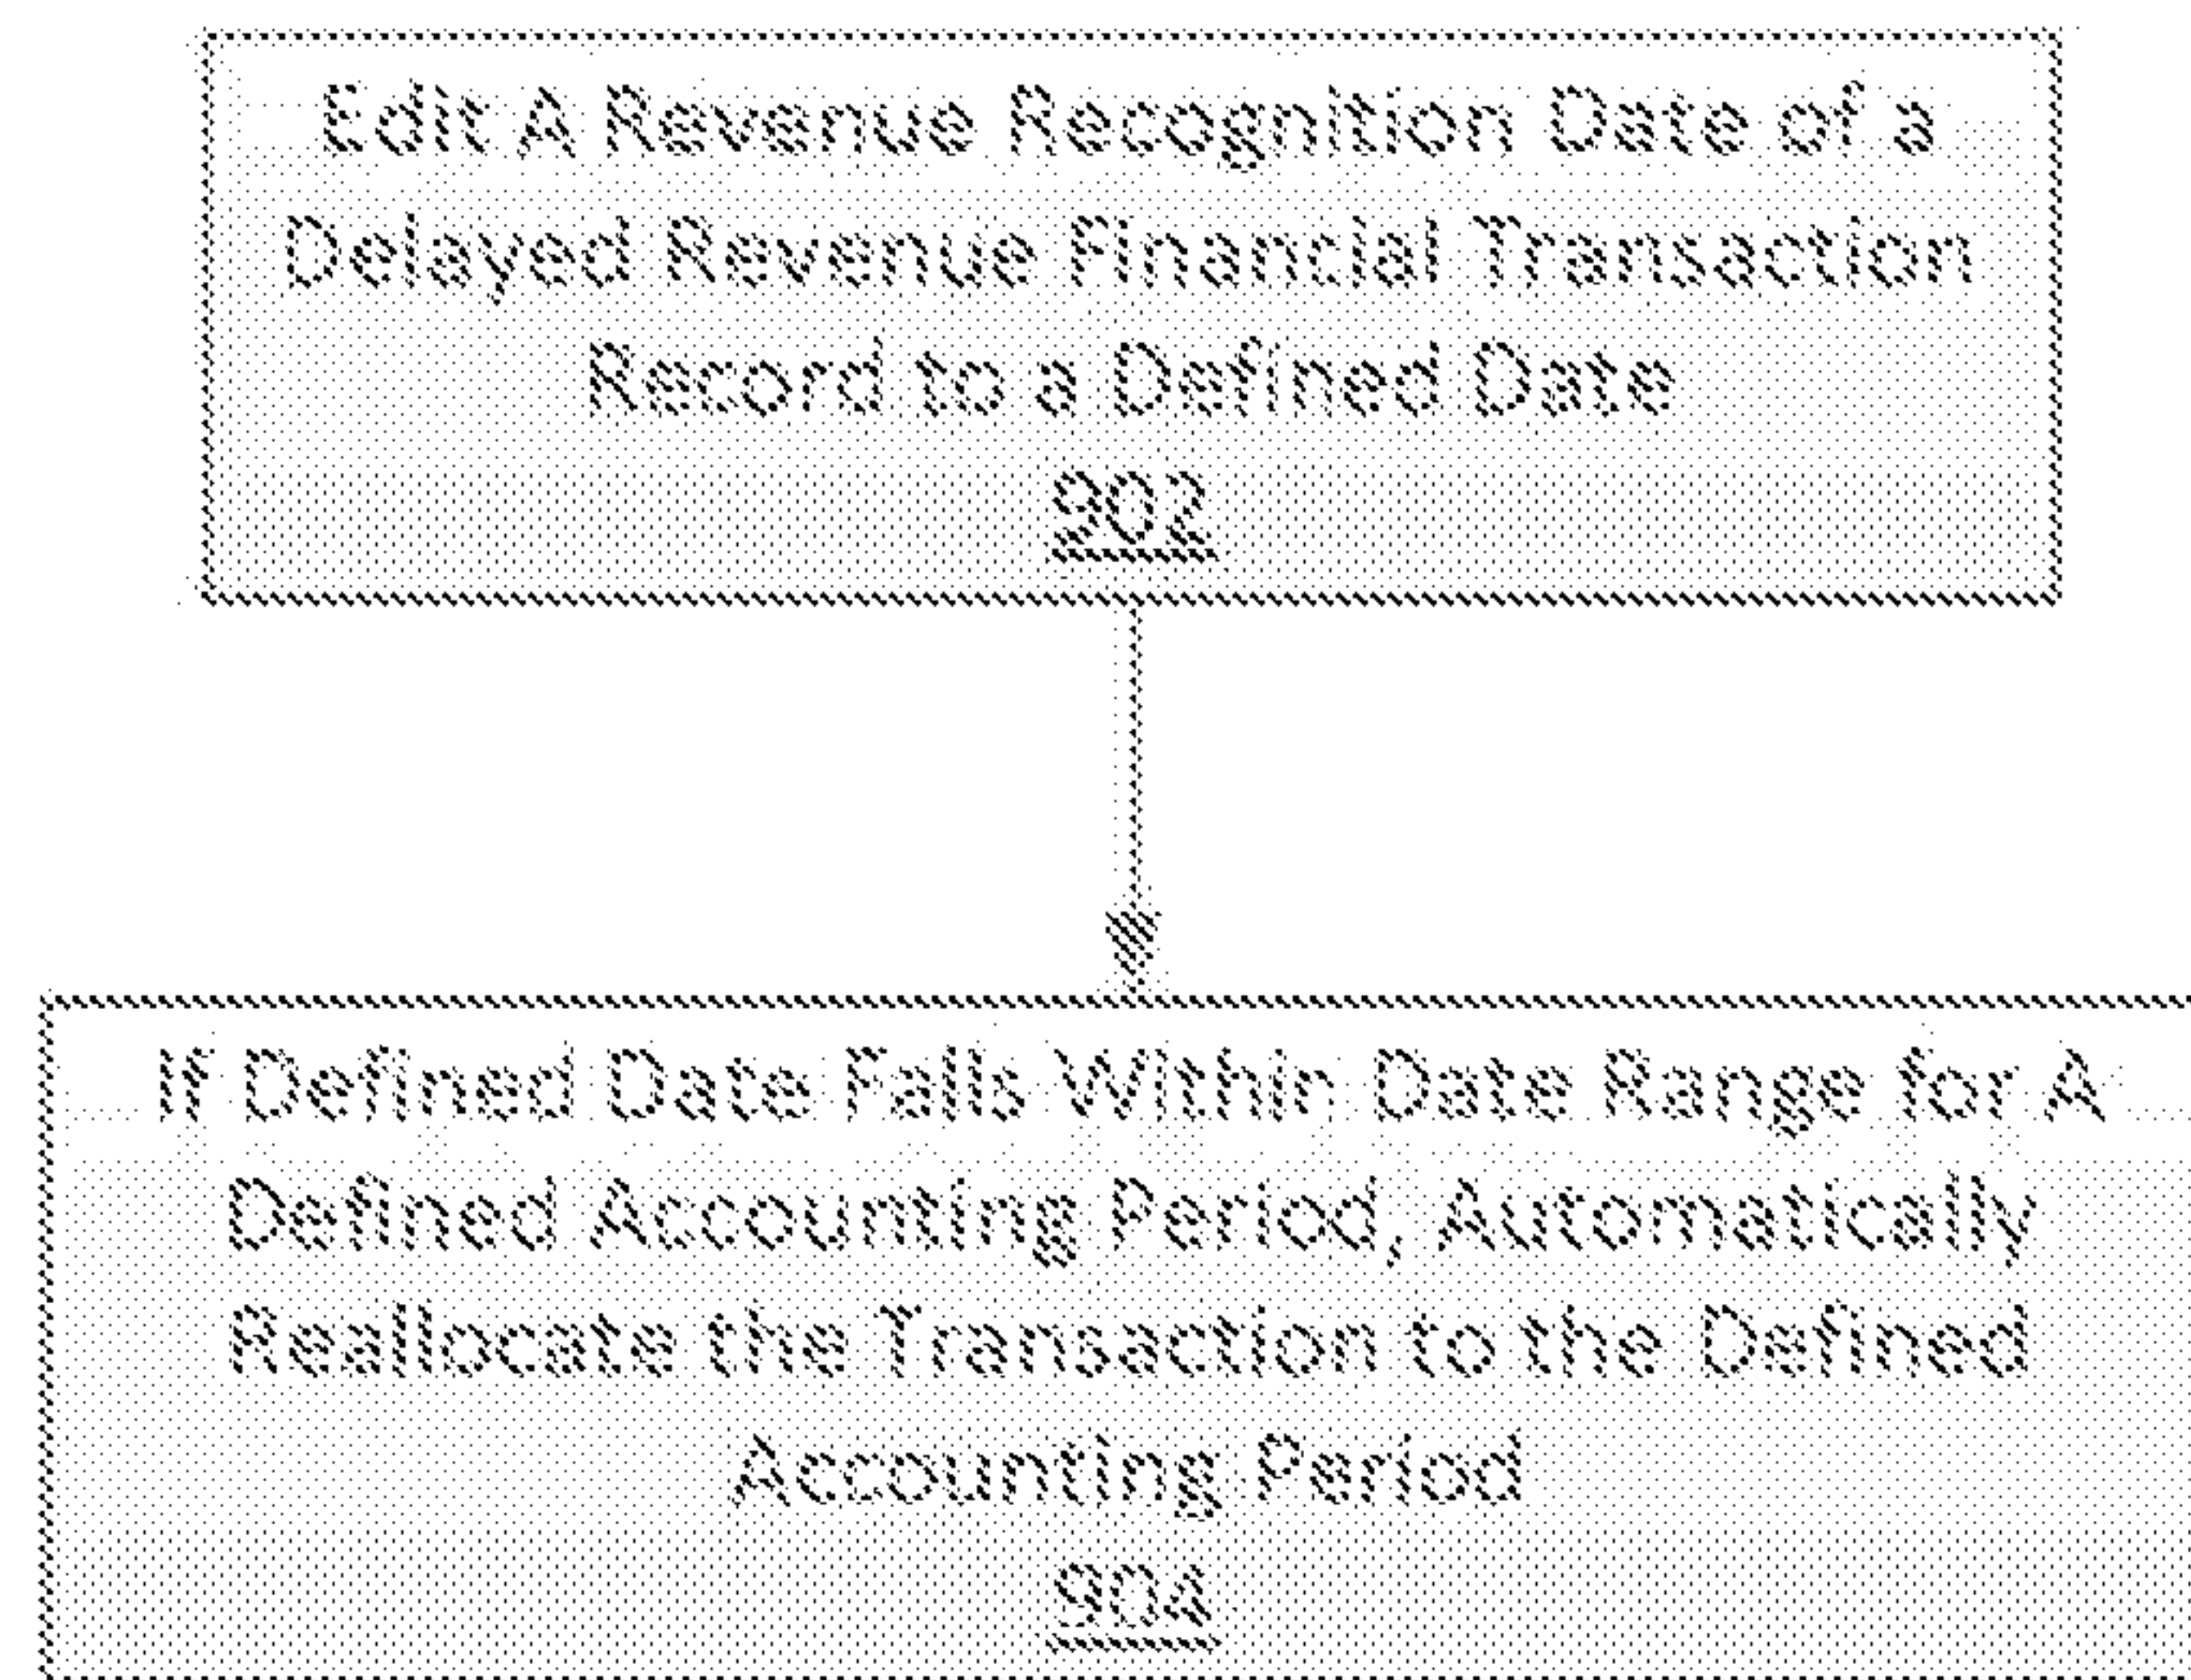 Edit A Revenue Recognition Date of a
Delayed Revenue Financial Transaction
Record to a Defined Date
902
If Defined Date Falls Within Date Range for A
Defined Accounting Period, Automatically
Reallocate the Transaction to the Defined
Accounting Period
904